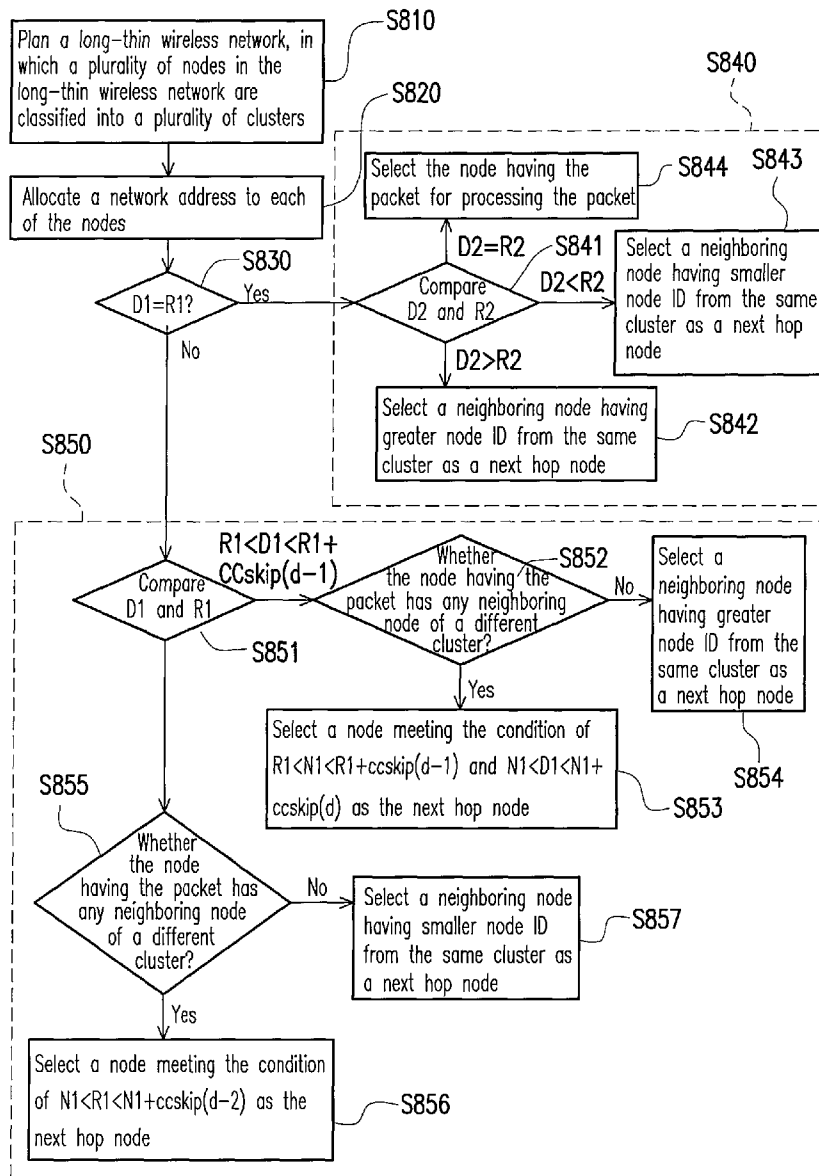 S810
Plan a long-thin wireless network, in
which a plurality of nodes in the
long-thin wireless network are
classified into a plurality of clusters
S820
Allocate a network address to each
of the nodes
S830
D1=R1?
Yes
No
S840
Select the node having the
packet for processing the packet
S844
S843
D2=R2
S841
Compare
D2 and R2
D2<R2
Select a neighboring
node having smaller
node ID from the same
cluster as a next hop
node
D2>R2
Select a neighboring node having
greater node ID from the same
cluster as a next hop node
S842
S850
Compare
D1 and R1
S851
R1<D1<R1+
CCskip(d-1)
Whether
the node having the
packet has any neighboring
node of a different
cluster?
S852
No
Select a
neighboring node
having greater
node ID from the
same cluster as
a next hop node
S854
Yes
Select a node meeting the condition of
R1<N1<R1+ccskip(d-1) and N1<D1<N1+
ccskip(d) as the next hop node
S853
S855
Whether
the node
having the packet has
any neighboring node
of a different
cluster?
No
Select a neighboring node
having smaller node ID
from the same cluster as
a next hop node
S857
Yes
Select a node meeting the condition
of N1<R1<N1+ccskip(d-2) as the
next hop node
S856